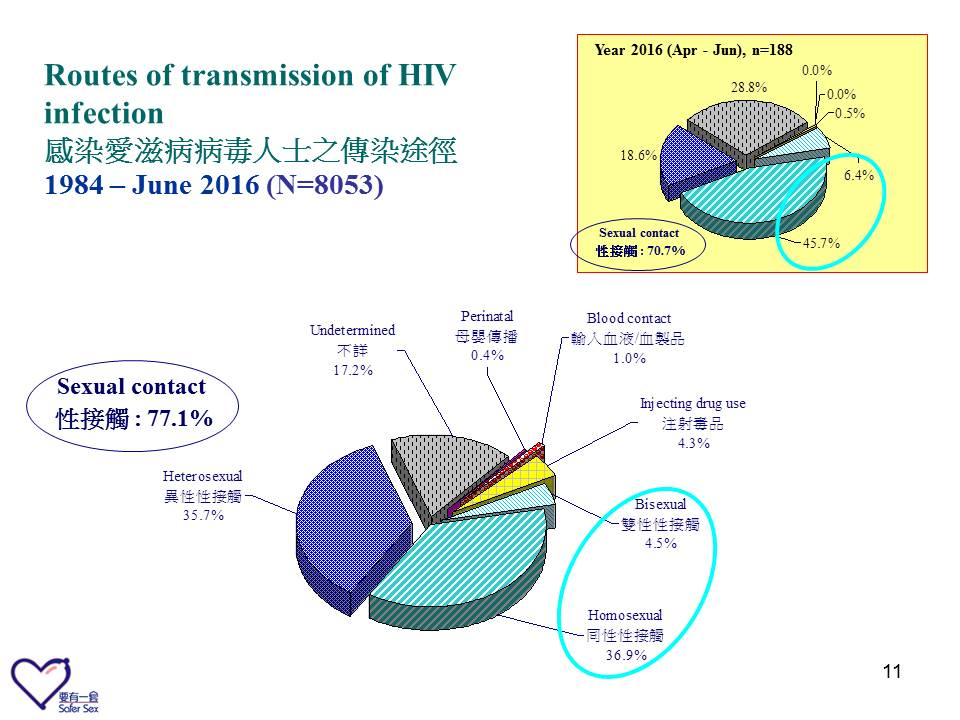 Routes of transmission of HIV
infection
感染愛滋病病毒人士之傳染途徑
1984 – June 2016 (N=8053)
Year 2016 (Apr - Jun), n=188
0.0%
28.8%
0.0%
0.5%
18.6%
6.4%
Sexual contact
性接觸 : 70.7%
45.7%
Perinatal
母嬰傳播
0.4%
Blood contact
輸入血液/血製品
1.0%
Undetermined
不詳
17.2%
Sexual contact
性接觸 : 77.1%
Injecting drug use
注射毒品
4.3%
Heterosexual
異性性接觸
35.7%
Bisexual
雙性性接觸
4.5%
Homosexual
同性性接觸
36.9%
要有一套
Safer Sex
11